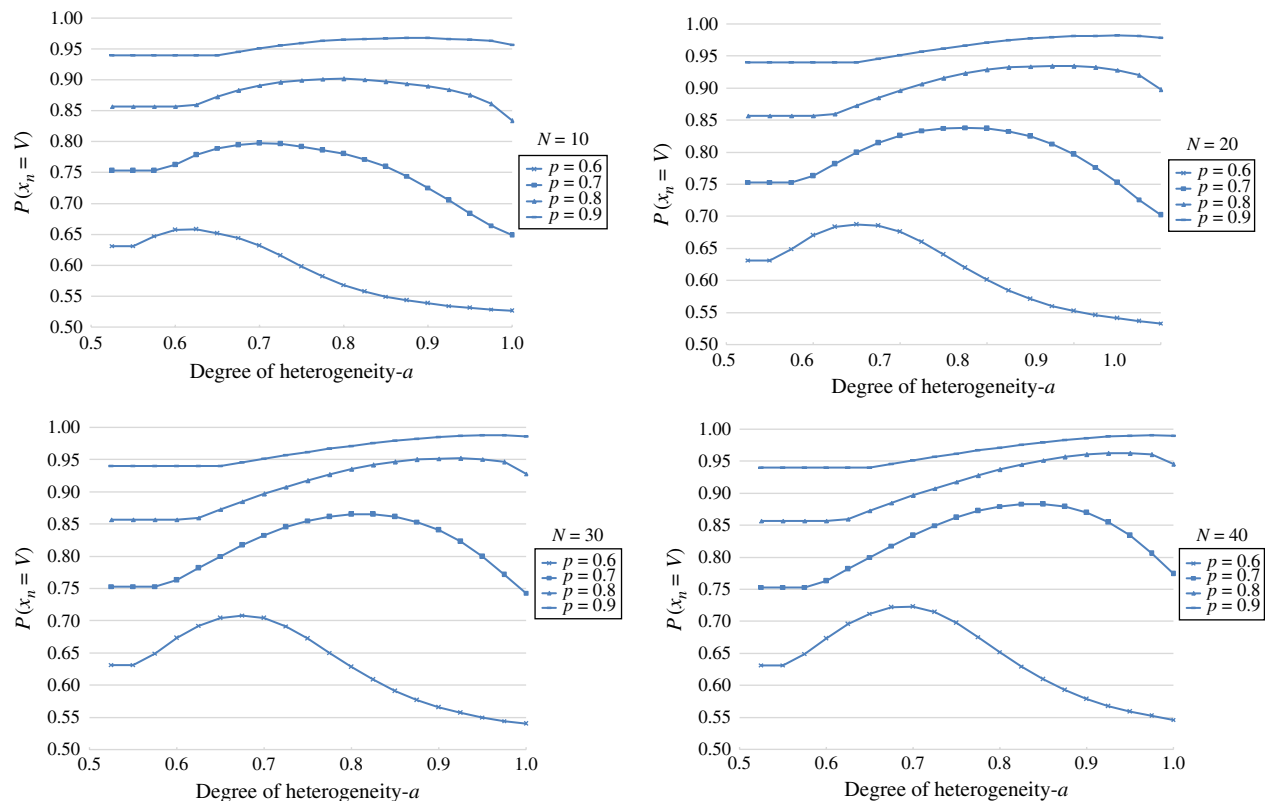 1.00
0.95
0.90
0.85
0.80
0.75
0.70
0.65
0.60
0.55
0.50
P (xn = V)
0.5 0.6 0.7 0.8 0.9 1.0
Degree of heterogeneity-a
N = 10
p = 0.6
p = 0.7
p = 0.8
p = 0.9
1.00
0.95
0.90
0.85
0.80
0.75
0.70
0.65
0.60
0.55
0.50
P (xn = V)
0.5 0.6 0.7 0.8 0.9 1.0
Degree of heterogeneity-a
N = 20
p = 0.6
p = 0.7
p = 0.8
p = 0.9
1.00
0.95
0.90
0.85
0.80
0.75
0.70
0.65
0.60
0.55
0.50
P (xn = V)
0.5 0.6 0.7 0.8 0.9 1.0
Degree of heterogeneity-a
N = 30
p = 0.6
p = 0.7
p = 0.8
p = 0.9
1.00
0.95
0.90
0.85
0.80
0.75
0.70
0.65
0.60
0.55
0.50
P (xn = V)
0.5 0.6 0.7 0.8 0.9 1.0
Degree of heterogeneity-a
N = 40
p = 0.6
p = 0.7
p = 0.8
p = 0.9